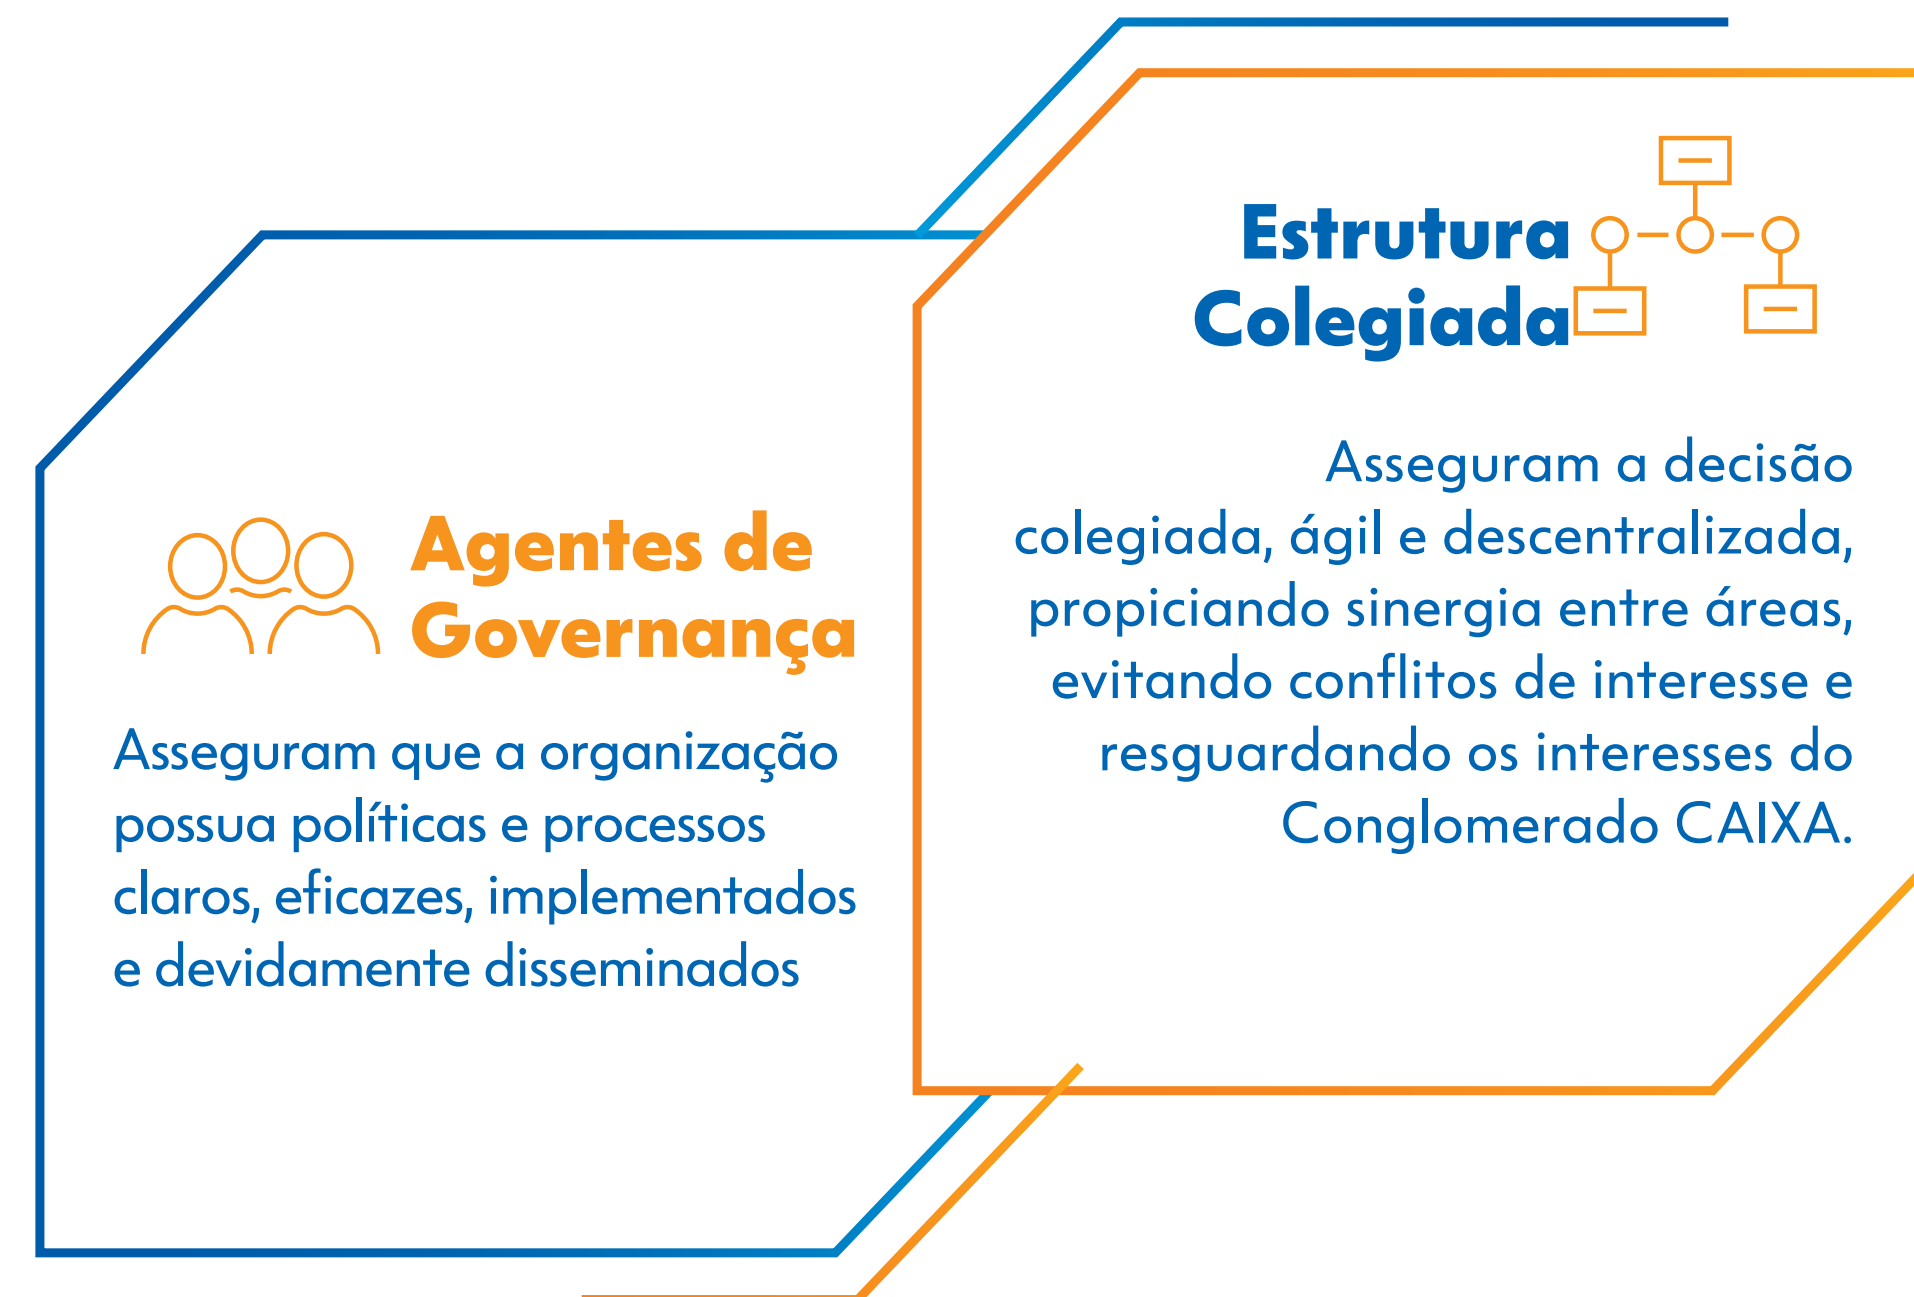 Agentes de
Governança
Asseguram que a organização
possua políticas e processos
claros, eficazes, implementados
e devidamente disseminados
Estrutura
Colegiada
Asseguram a decisão
colegiada, ágil e descentralizada,
propiciando sinergia entre áreas,
evitando conflitos de interesse e
resguardando os interesses do
Conglomerado CAIXA.